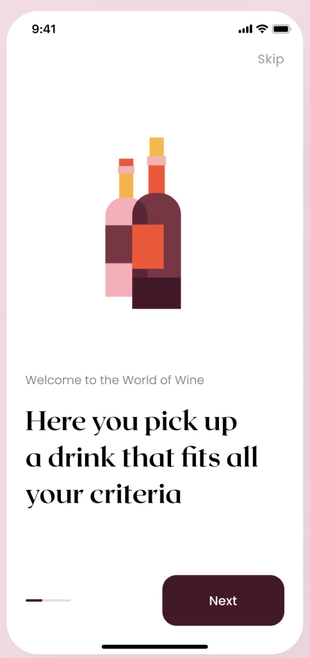 9:41
Skip
Welcome to the World of Wine
Here you pick up
a drink that fits all
your criteria
Next